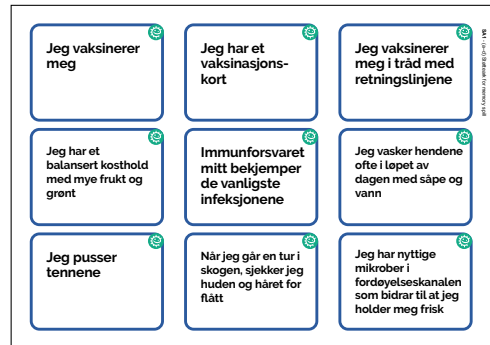 Jeg vaksinerer
meg
Jeg har et
vaksinasjons-
kort
Jeg vaksinerer
meg i tråd med
retningslinjene
Jeg har et
balansert kosthold
med mye frukt og
grønt
Immunforsvaret
mitt bekjemper
de vanligste
infeksjonene
Jeg vasker hendene
ofte i løpet av
dagen med såpe og
vann
Jeg pusser
tennene
Når jeg går en tur i
skogen, sjekker jeg
huden og håret for
flått
Jeg har nyttige
mikrober i
fordøyelseskanalen
som bidrar til at jeg
holder meg frisk